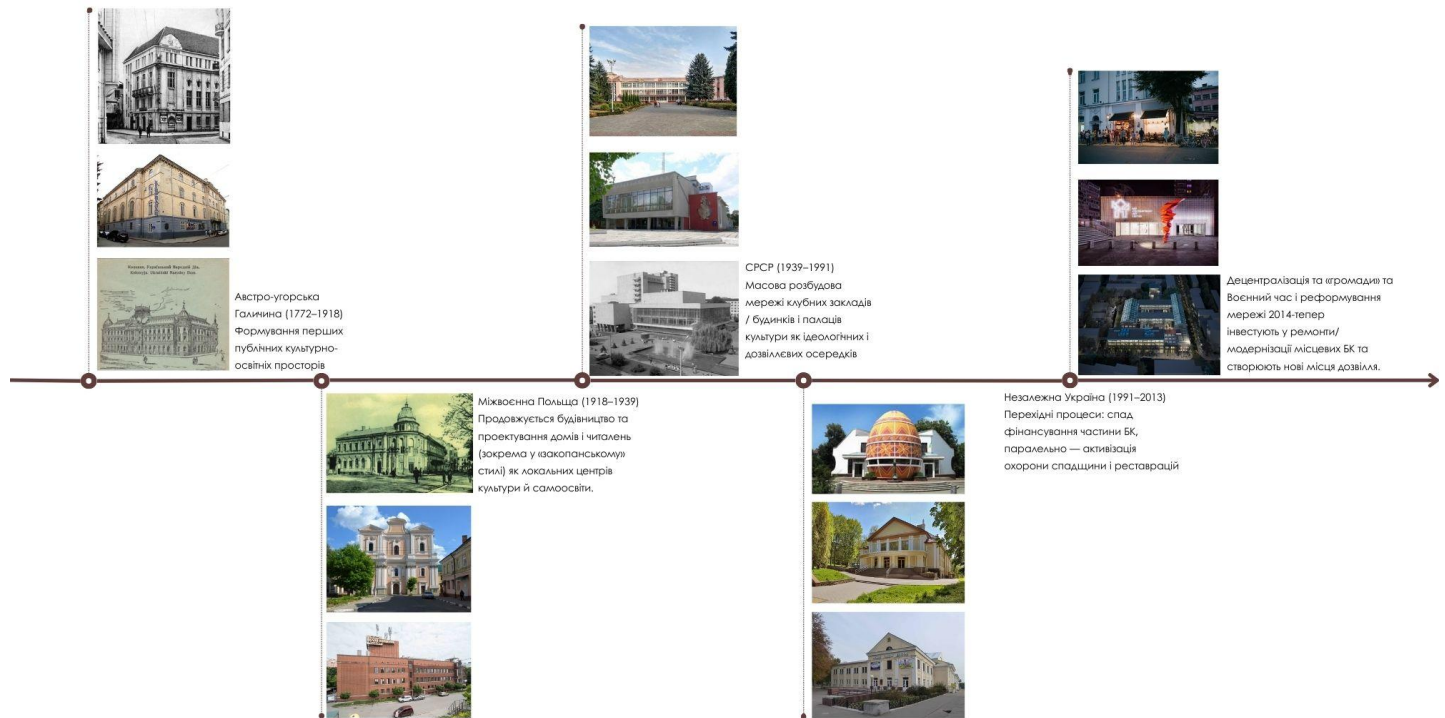 Австро-угорська
Галичина (1772–1918)
Формування перших
публічних культурно-
освітніх просторів
Міжвоєнна Польща (1918–1939)
Продовжується будівництво та
проектування домів і читалень
(зокрема у «закопанському»
стилі) як локальних центрів
культури й самоосвіти.
СРСР (1939–1991)
Масова розбудова
мережі клубних закладів
/ будинків і палаців
культури як ідеологічних і
дозвіллєвих осередків
Незалежна Україна (1991–2013)
Перехідні процеси: спад
фінансування частини БК,
паралельно — активізація
охорони спадщини і реставрацій
Децентралізація та «громади» та
Воєнний час і реформування
мережі 2014-тепер
інвестують у ремонти/
модернізації місцевих БК та
створюють нові місця дозвілля.